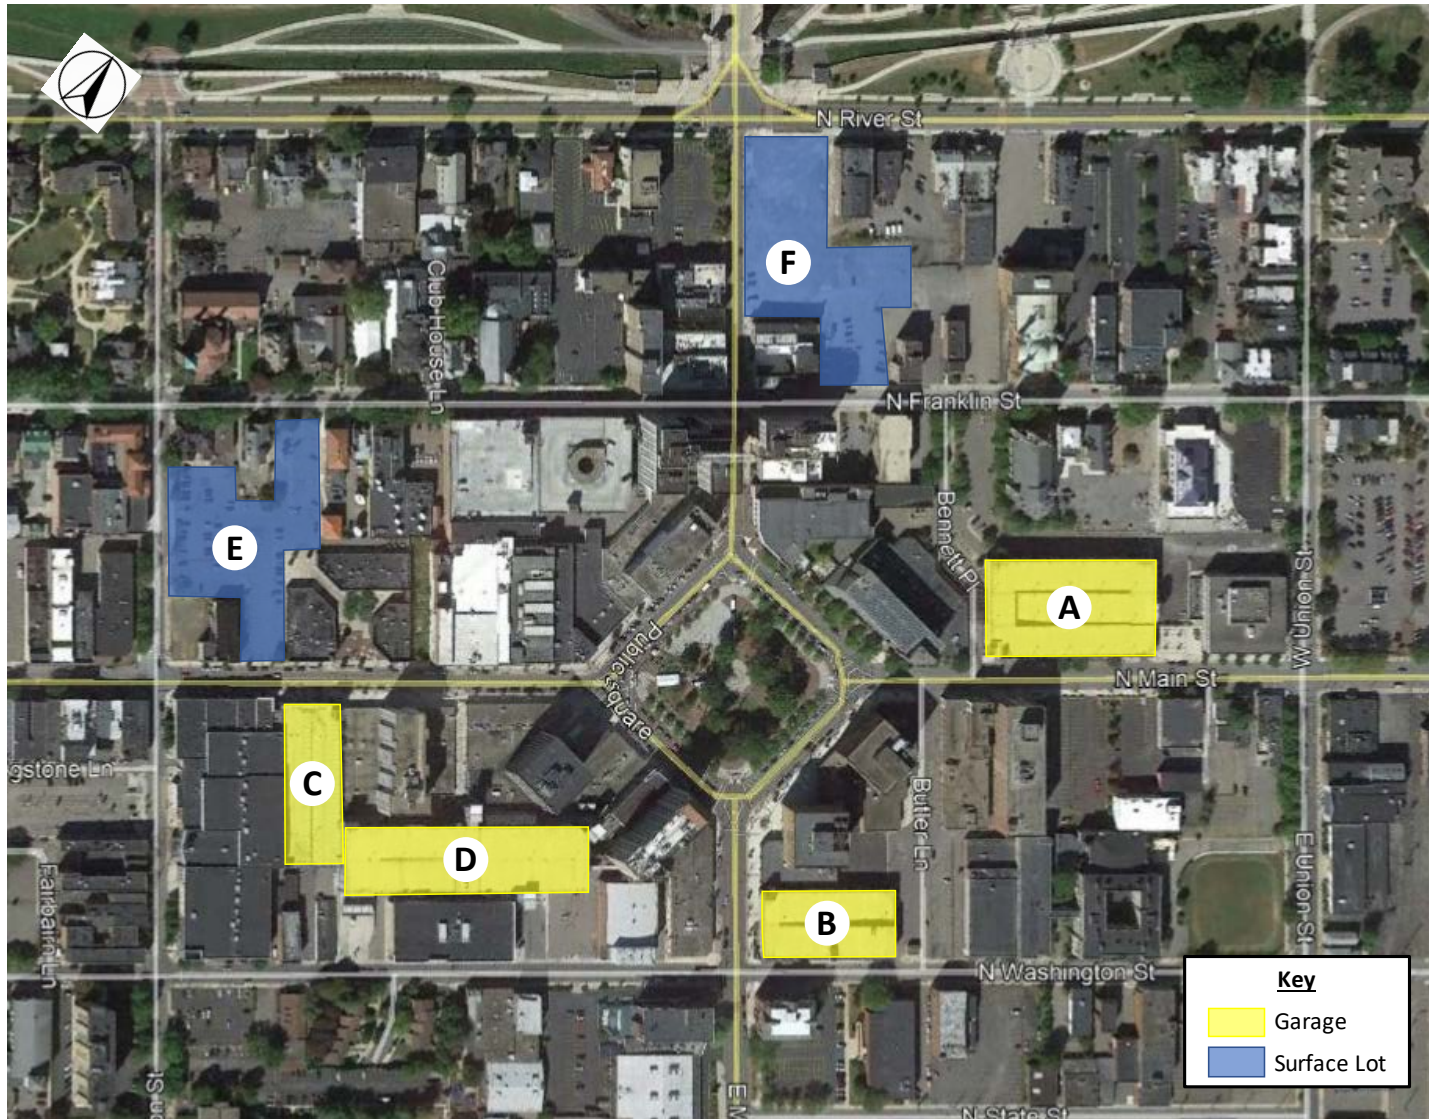 N River St
F
Club House Ln
N Franklin St
Bennett Pl
E
A
W Union St
Public Square
N Main St
gstone Ln
C
Butler Ln
D
B
E Union St
Fairbairn Ln
N Washington St
Key
Garage
Surface Lot
St
E M
N State St